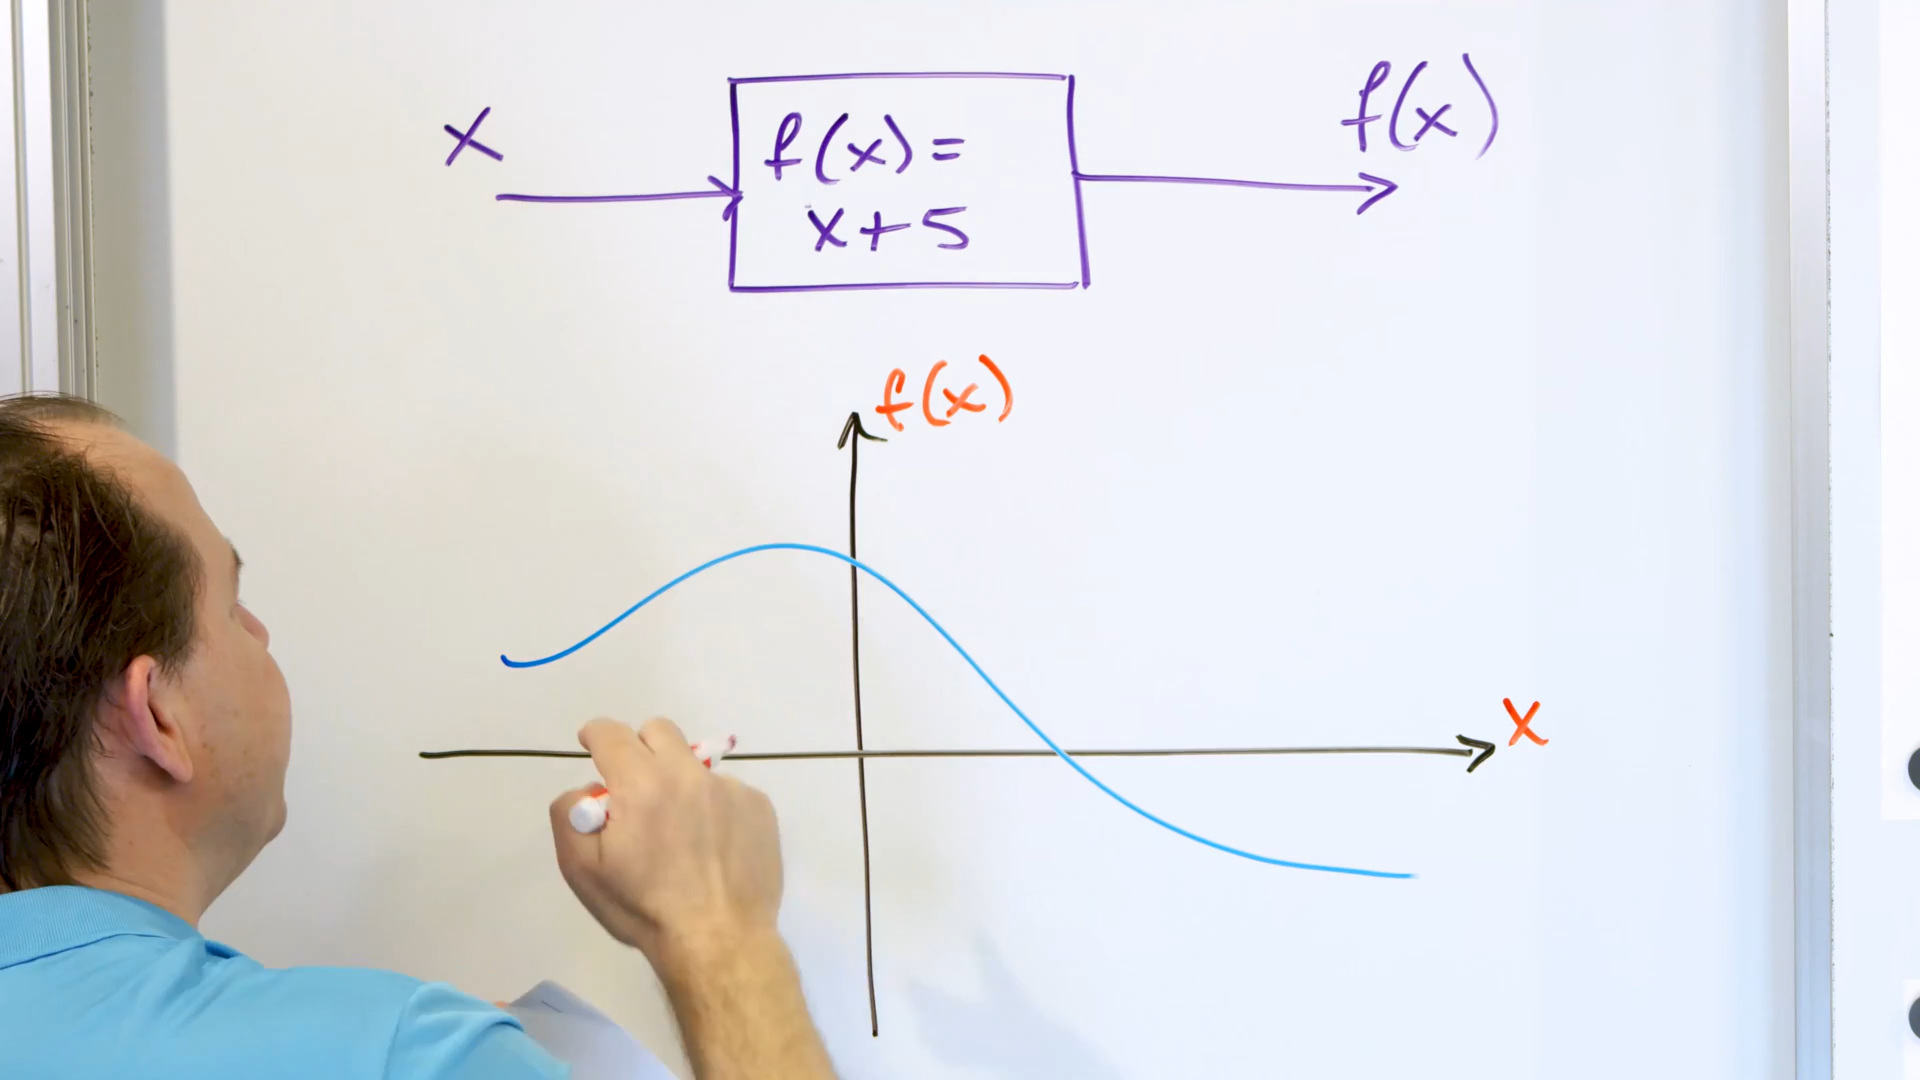 x
f(x)=
x+5
f(x)
f(x)
x